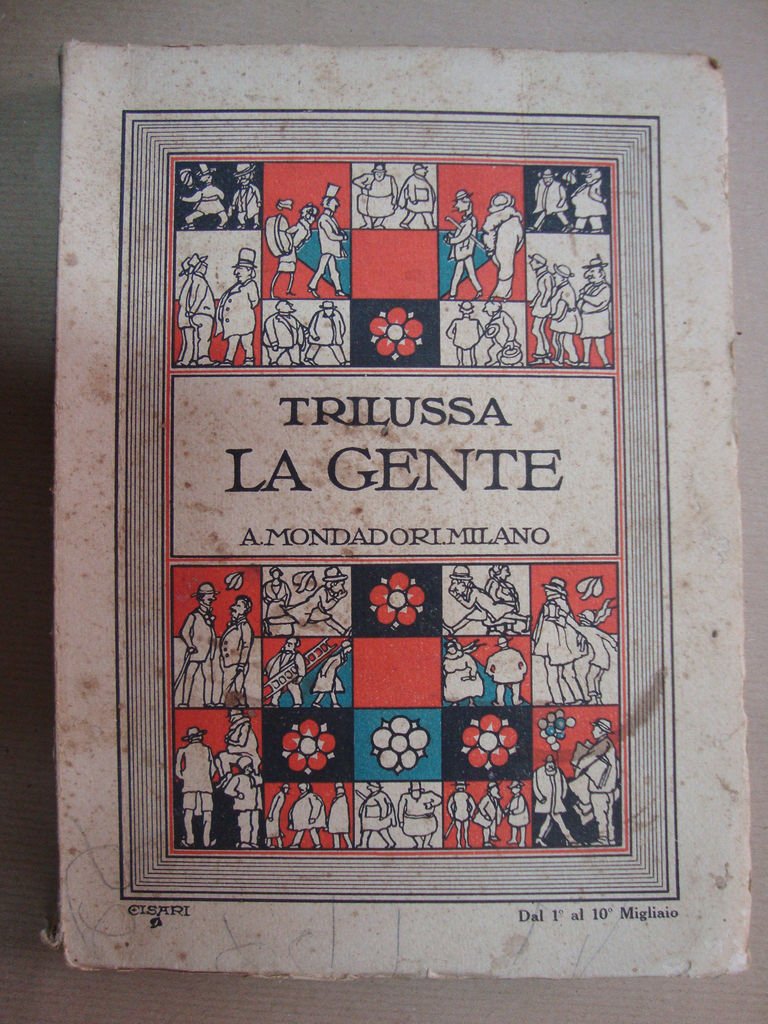 TRILUSSA
LA GENTE
A. MONDADORI. MILANO
CISARI
Dal 1° al 10° Migliaio